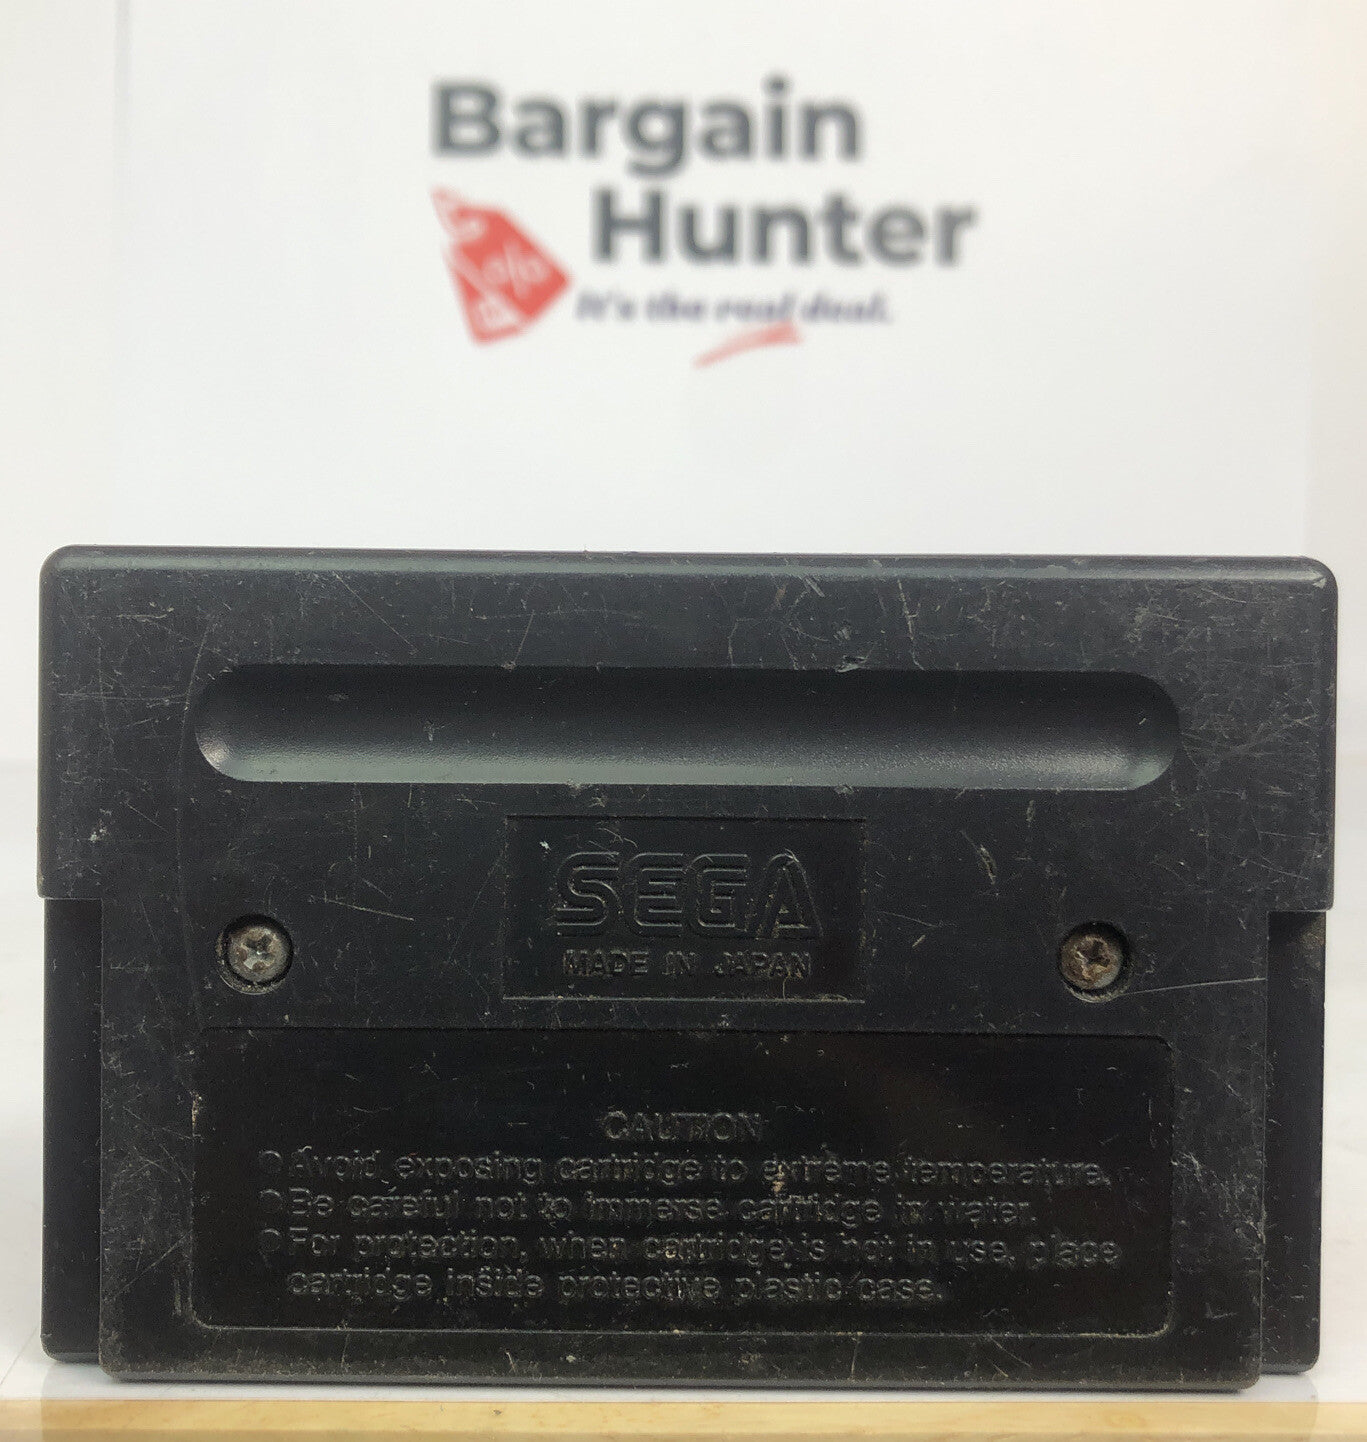 Bargain
Hunter
It's the real deal.
SEGA
MADE IN JAPAN
CAUTION
Avoid exposing cartridge to extreme temperature.
Be careful not to immerse cartridge in water.
For protection, when cartridge is not in use, place
cartridge inside protective plastic case.